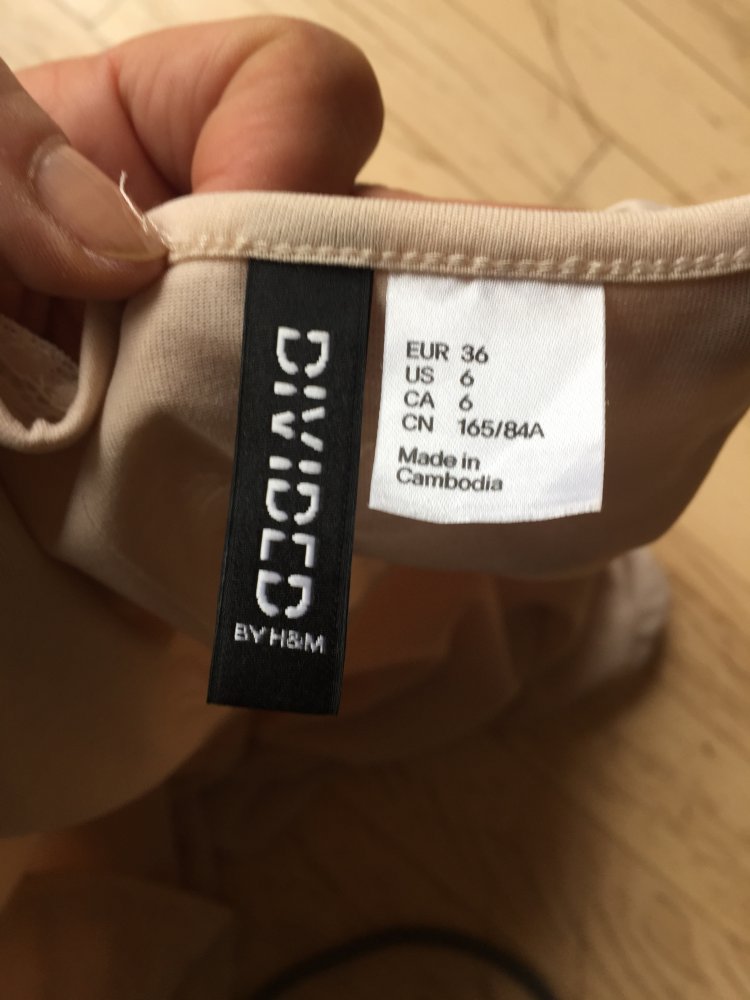 DIVIDED
BY H&M
EUR 36
US 6
CA 6
CN 165/84A
Made in
Cambodia